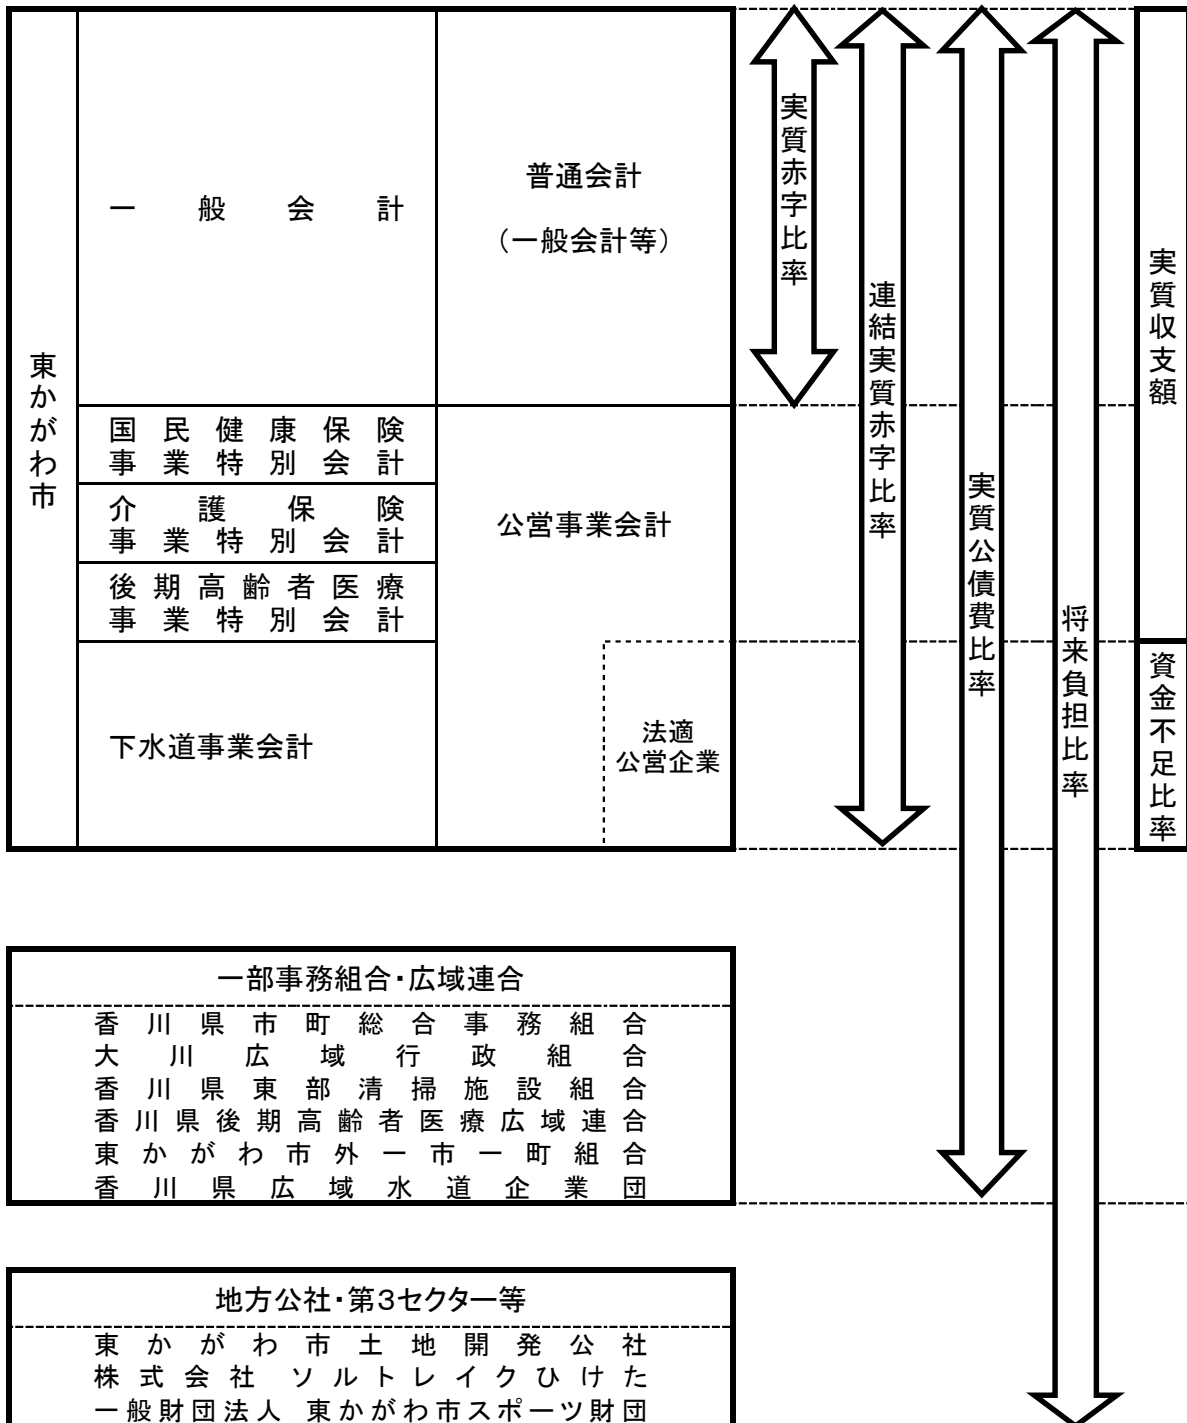 東かがわ市
一般会計
普通会計
（一般会計等）
国民健康保険
事業特別会計
介護保険
事業特別会計
後期高齢者医療
事業特別会計
公営事業会計
下水道事業会計
法適
公営企業
実質赤字比率
連結実質赤字比率
実質公債費比率
将来負担比率
実質収支額
資金不足比率
一部事務組合・広域連合
香川県市町総合事務組合
大川広域行政組合
香川県東部清掃施設組合
香川県後期高齢者医療広域連合
東かがわ市外一市一町組合
香川県広域水道企業団
地方公社・第3セクター等
東かがわ市土地開発公社
株式会社 ソルトレイクひけた
一般財団法人 東かがわ市スポーツ財団